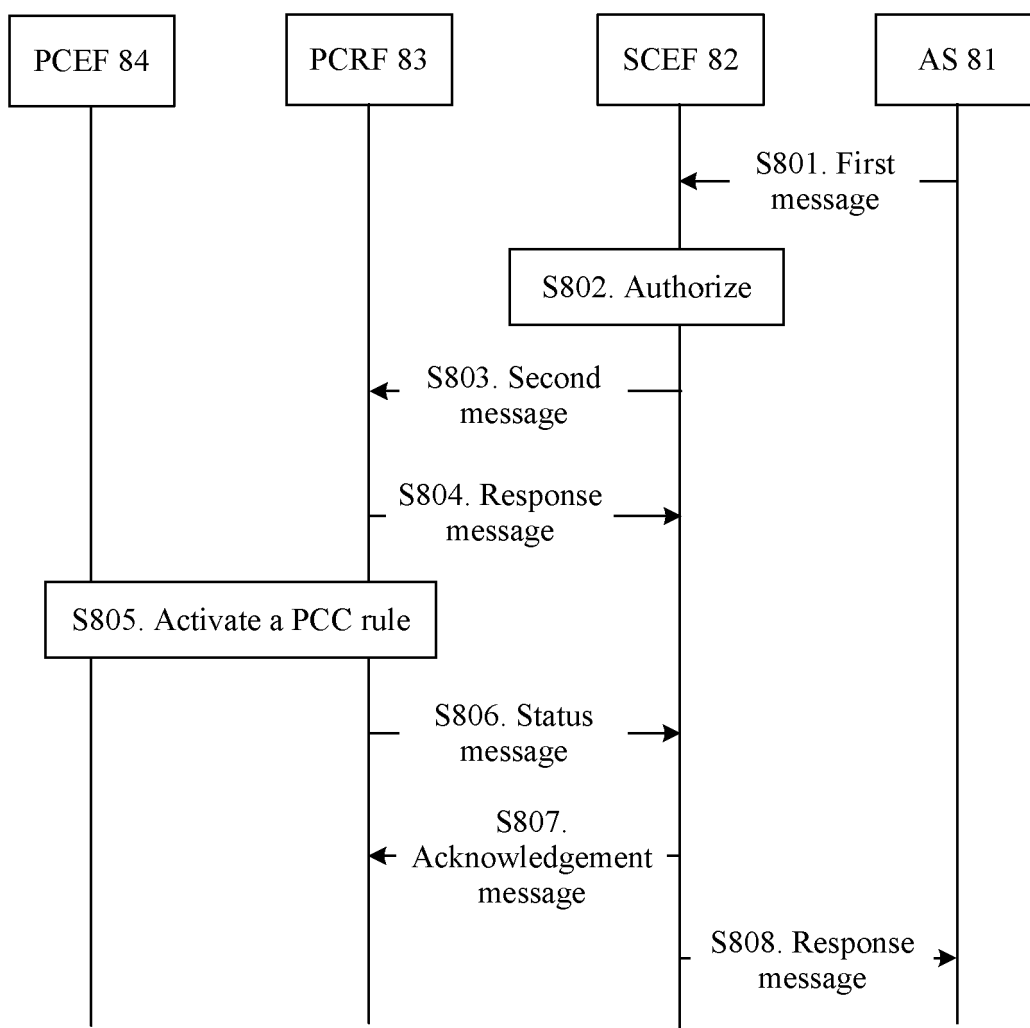 PCEF 84
PCRF 83
SCEF 82
AS 81
S801. First
message
S802. Authorize
S803. Second
message
S804. Response
message
S805. Activate a PCC rule
S806. Status
message
S807.
Acknowledgement
message
S808. Response
message